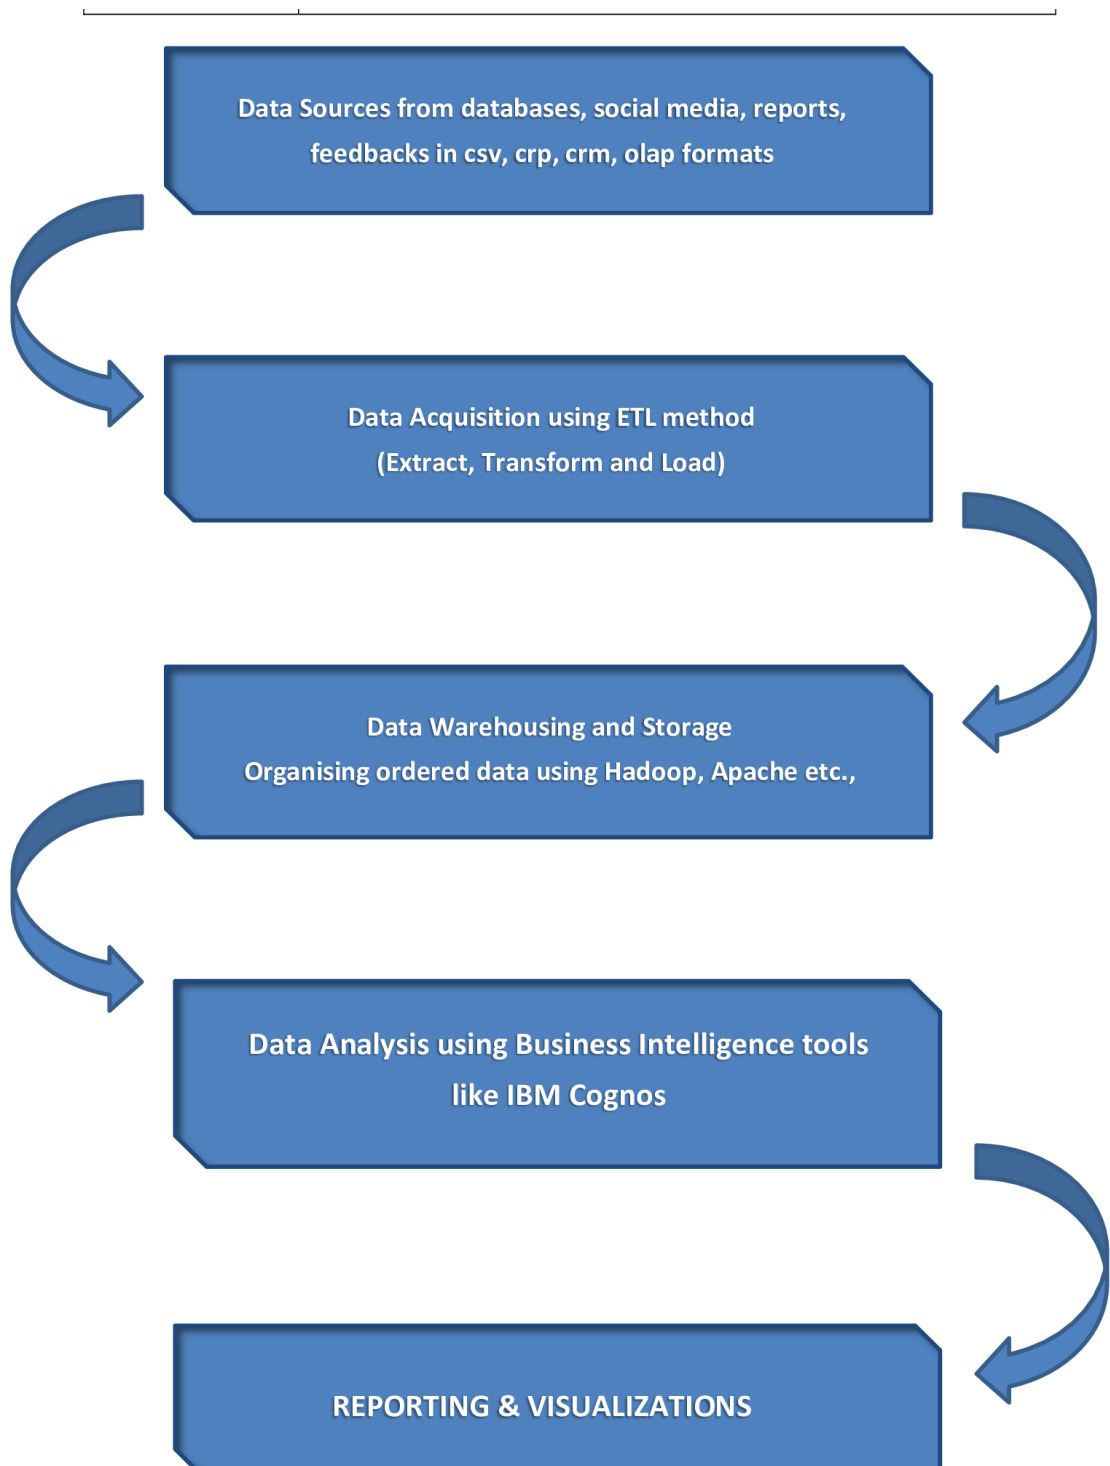 Data Sources from databases, social media, reports,
feedbacks in csv, crp, crm, olap formats
Data Acquisition using ETL method
(Extract, Transform and Load)
Data Warehousing and Storage
Organising ordered data using Hadoop, Apache etc.,
Data Analysis using Business Intelligence tools
like IBM Cognos
REPORTING & VISUALIZATIONS